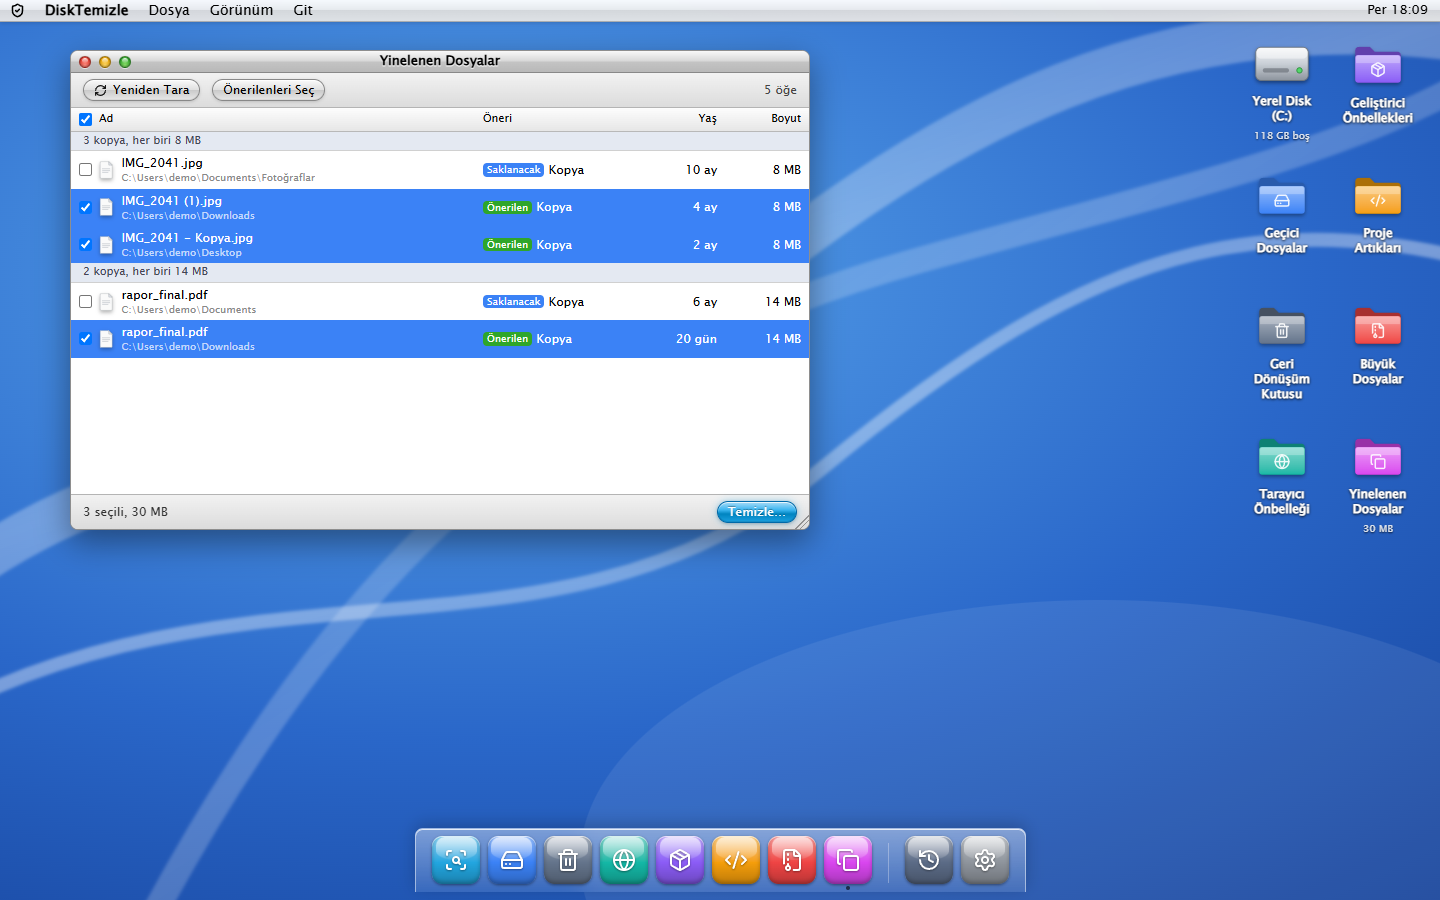 DiskTemizle Dosya Görünüm Git Per 18:09
Yinelenen Dosyalar
Yeniden Tara Önerilenleri Seç 5 öğe
Ad Öneri Yaş Boyut
3 kopya, her biri 8 MB
IMG_2041.jpg Saklanacak Kopya 10 ay 8 MB
C:\Users\demo\Documents\Fotoğraflar
IMG_2041 (1).jpg Önerilen Kopya 4 ay 8 MB
C:\Users\demo\Downloads
IMG_2041 - Kopya.jpg Önerilen Kopya 2 ay 8 MB
C:\Users\demo\Desktop
2 kopya, her biri 14 MB
rapor_final.pdf Saklanacak Kopya 6 ay 14 MB
C:\Users\demo\Documents
rapor_final.pdf Önerilen Kopya 20 gün 14 MB
C:\Users\demo\Downloads
3 seçili, 30 MB Temizle...
Yerel Disk
(C:)
118 GB boş
Geliştirici
Önbellekleri
Geçici
Dosyalar
Proje
Artıkları
Geri
Dönüşüm
Kutusu
Büyük
Dosyalar
Tarayıcı
Önbelleği
Yinelenen
Dosyalar
30 MB